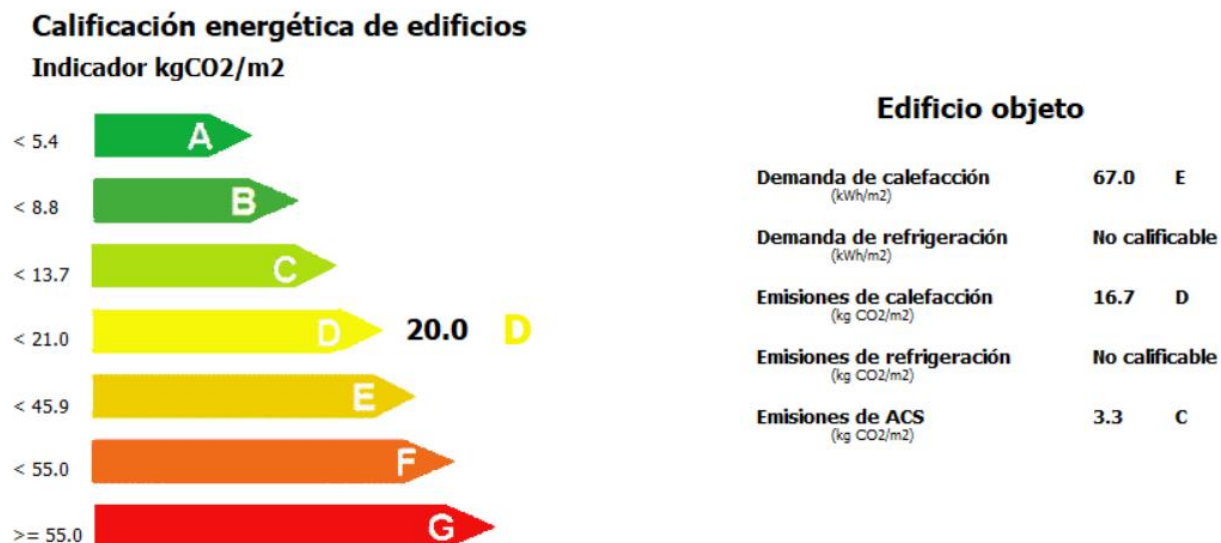 Calificación energética de edificios
Indicador kgCO2/m2
< 5.4 A
< 8.8 B
< 13.7 C
< 21.0 D 20.0 D
< 45.9 E
< 55.0 F
>= 55.0 G
Edificio objeto
Demanda de calefacción 67.0 E
(kWh/m2)
Demanda de refrigeración No calificable
(kWh/m2)
Emisiones de calefacción 16.7 D
(kg CO2/m2)
Emisiones de refrigeración No calificable
(kg CO2/m2)
Emisiones de ACS 3.3 C
(kg CO2/m2)